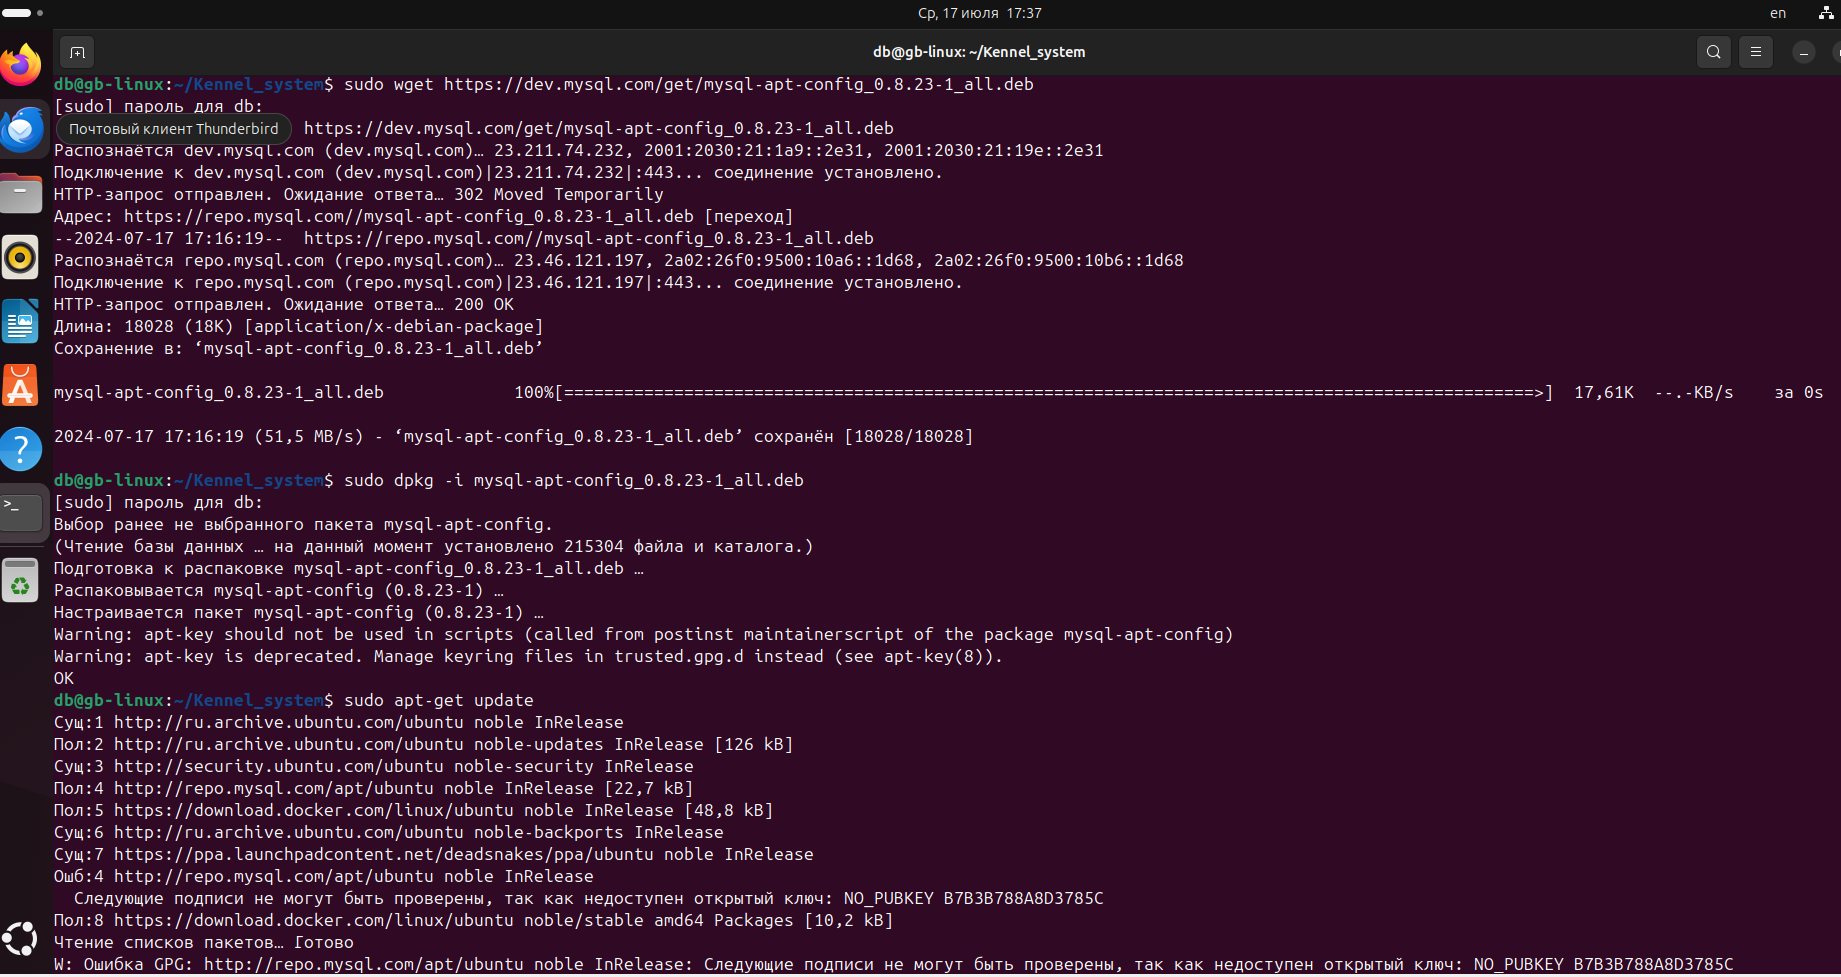 Ср, 17 июля 17:37
en
db@gb-linux: ~/Kennel_system
db@gb-linux:~/Kennel_system$ sudo wget https://dev.mysql.com/get/mysql-apt-config_0.8.23-1_all.deb
[sudo] пароль для db:
Почтовый клиент Thunderbird
https://dev.mysql.com/get/mysql-apt-config_0.8.23-1_all.deb
Распознаётся dev.mysql.com (dev.mysql.com)… 23.211.74.232, 2001:2030:21:1a9::2e31, 2001:2030:21:19e::2e31
Подключение к dev.mysql.com (dev.mysql.com)|23.211.74.232|:443... соединение установлено.
HTTP-запрос отправлен. Ожидание ответа… 302 Moved Temporarily
Адрес: https://repo.mysql.com//mysql-apt-config_0.8.23-1_all.deb [переход]
--2024-07-17 17:16:19--  https://repo.mysql.com//mysql-apt-config_0.8.23-1_all.deb
Распознаётся repo.mysql.com (repo.mysql.com)… 23.46.121.197, 2a02:26f0:9500:10a6::1d68, 2a02:26f0:9500:10b6::1d68
Подключение к repo.mysql.com (repo.mysql.com)|23.46.121.197|:443... соединение установлено.
HTTP-запрос отправлен. Ожидание ответа… 200 OK
Длина: 18028 (18K) [application/x-debian-package]
Сохранение в: ‘mysql-apt-config_0.8.23-1_all.deb’
mysql-apt-config_0.8.23-1_all.deb 100%[=================================================================================================>] 17,61K --.-KB/s за 0s
2024-07-17 17:16:19 (51,5 MB/s) - ‘mysql-apt-config_0.8.23-1_all.deb’ сохранён [18028/18028]
db@gb-linux:~/Kennel_system$ sudo dpkg -i mysql-apt-config_0.8.23-1_all.deb
[sudo] пароль для db:
Выбор ранее не выбранного пакета mysql-apt-config.
(Чтение базы данных … на данный момент установлено 215304 файла и каталога.)
Подготовка к распаковке mysql-apt-config_0.8.23-1_all.deb …
Распаковывается mysql-apt-config (0.8.23-1) …
Настраивается пакет mysql-apt-config (0.8.23-1) …
Warning: apt-key should not be used in scripts (called from postinst maintainerscript of the package mysql-apt-config)
Warning: apt-key is deprecated. Manage keyring files in trusted.gpg.d instead (see apt-key(8)).
OK
db@gb-linux:~/Kennel_system$ sudo apt-get update
Сущ:1 http://ru.archive.ubuntu.com/ubuntu noble InRelease
Пол:2 http://ru.archive.ubuntu.com/ubuntu noble-updates InRelease [126 kB]
Сущ:3 http://security.ubuntu.com/ubuntu noble-security InRelease
Пол:4 http://repo.mysql.com/apt/ubuntu noble InRelease [22,7 kB]
Пол:5 https://download.docker.com/linux/ubuntu noble InRelease [48,8 kB]
Сущ:6 http://ru.archive.ubuntu.com/ubuntu noble-backports InRelease
Сущ:7 https://ppa.launchpadcontent.net/deadsnakes/ppa/ubuntu noble InRelease
Ошб:4 http://repo.mysql.com/apt/ubuntu noble InRelease
Следующие подписи не могут быть проверены, так как недоступен открытый ключ: NO_PUBKEY B7B3B788A8D3785C
Пол:8 https://download.docker.com/linux/ubuntu noble/stable amd64 Packages [10,2 kB]
Чтение списков пакетов… Готово
W: Ошибка GPG: http://repo.mysql.com/apt/ubuntu noble InRelease: Следующие подписи не могут быть проверены, так как недоступен открытый ключ: NO_PUBKEY B7B3B788A8D3785C